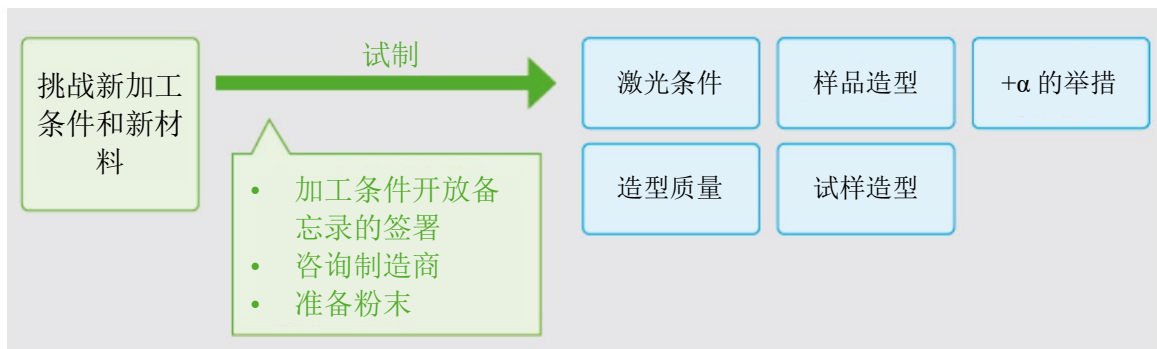 挑战新加工
条件和新材
料
试制
• 加工条件开放备
忘录的签署
• 咨询制造商
• 准备粉末
激光条件
样品造型
+α 的举措
造型质量
试样造型